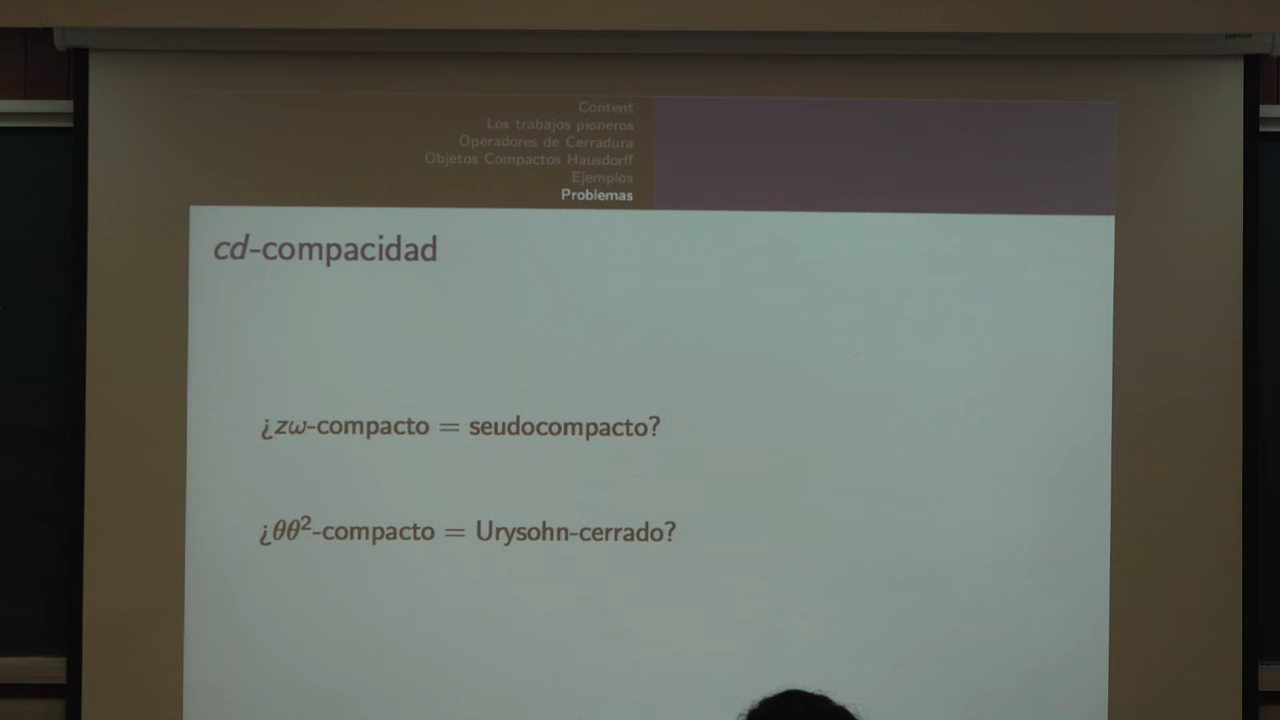 Content
Los trabajos pioneros
Operadores de Cerradura
Objetos Compactos Hausdorff
Ejemplos
Problemas
cd-compacidad
¿zω-compacto = seudocompacto?
¿θθ²-compacto = Urysohn-cerrado?